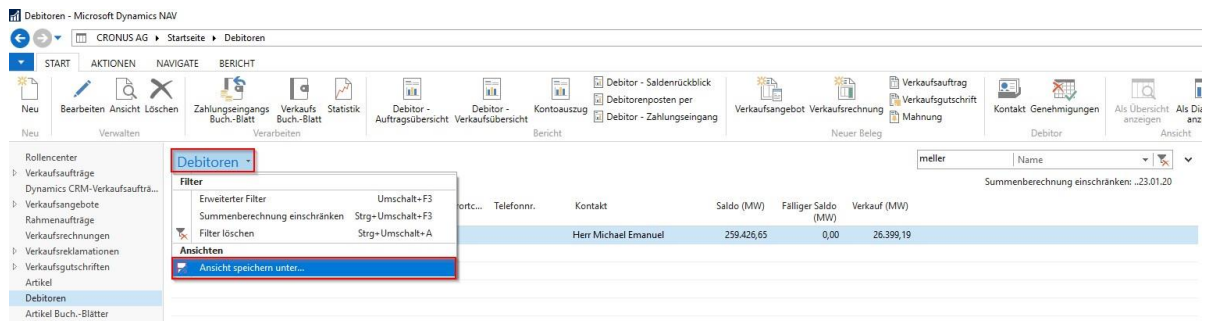 Debitoren - Microsoft Dynamics NAV
CRONUS AG ▸ Startseite ▸ Debitoren
START AKTIONEN NAVIGATE BERICHT
Neu
Bearbeiten Ansicht Löschen
Zahlungseingangs Buch.-Blatt
Verkaufs Buch.-Blatt
Statistik
Debitor - Auftragsübersicht
Debitor - Verkaufsübersicht
Kontoauszug
Debitor - Saldenrückblick
Debitorenposten per
Debitor - Zahlungseingang
Verkaufsangebot Verkaufsrechnung
Verkaufsauftrag
Verkaufsgutschrift
Mahnung
Kontakt Genehmigungen
Als Übersicht anzeigen
Als Dia
anz
Neu Verwalten Verarbeiten Bericht Neuer Beleg Debitor Ansicht
Rollencenter
Verkaufsaufträge
Dynamics CRM-Verkaufsaufträ...
Verkaufsangebote
Rahmenaufträge
Verkaufsrechnungen
Verkaufsreklamationen
Verkaufsgutschriften
Artikel
Debitoren
Artikel Buch.-Blätter
Debitoren
meller Name
Summenberechnung einschränken: ..23.01.20
Filter
Erweiterter Filter Umschalt+F3
Summenberechnung einschränken Strg+Umschalt+F3
Filter löschen Strg+Umschalt+A
Ansichten
Ansicht speichern unter...
ortc... Telefonnr. Kontakt Saldo (MW) Fälliger Saldo (MW) Verkauf (MW)
Herr Michael Emanuel 259.426,65 0,00 26.399,19